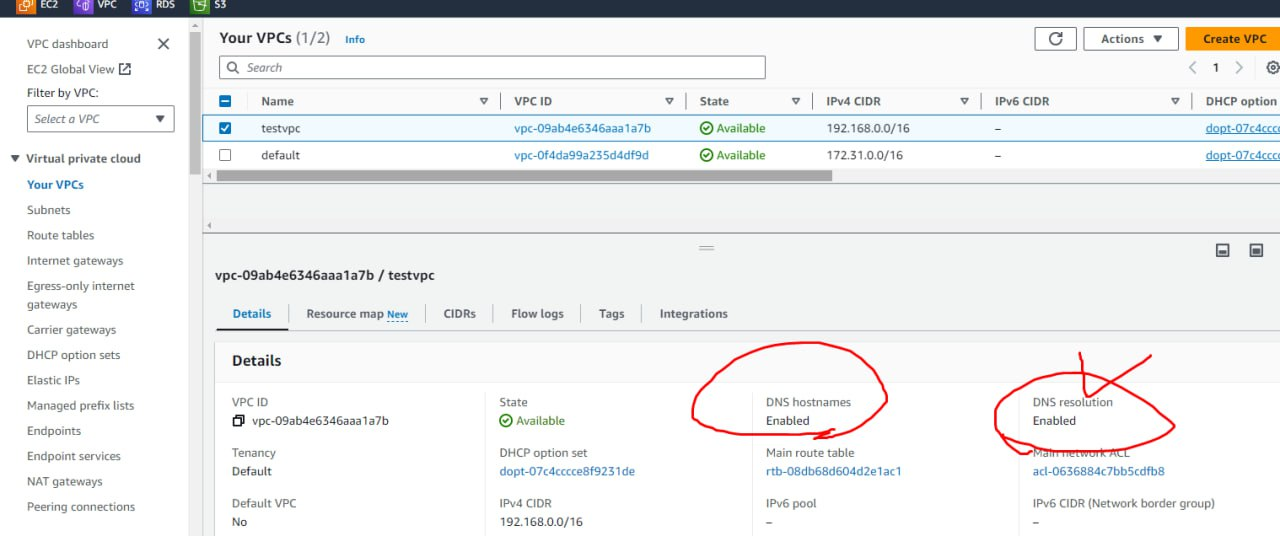 EC2 VPC RDS S3
VPC dashboard
EC2 Global View
Filter by VPC:
Select a VPC
Virtual private cloud
Your VPCs
Subnets
Route tables
Internet gateways
Egress-only internet
gateways
Carrier gateways
DHCP option sets
Elastic IPs
Managed prefix lists
Endpoints
Endpoint services
NAT gateways
Peering connections
Your VPCs (1/2) Info
Actions
Create VPC
Search
1
Name VPC ID State IPv4 CIDR IPv6 CIDR DHCP option
testvpc vpc-09ab4e6346aaa1a7b Available 192.168.0.0/16 – dopt-07c4cccc
default vpc-0f4da99a235d4df9d Available 172.31.0.0/16 – dopt-07c4cccc
vpc-09ab4e6346aaa1a7b / testvpc
Details Resource map New CIDRs Flow logs Tags Integrations
Details
VPC ID State DNS hostnames DNS resolution
vpc-09ab4e6346aaa1a7b Available Enabled Enabled
Tenancy DHCP option set Main route table Main network ACL
Default dopt-07c4cccce8f9231de rtb-08db68d604d2e1ac1 acl-0636884c7bb5cdfb8
Default VPC IPv4 CIDR IPv6 pool IPv6 CIDR (Network border group)
No 192.168.0.0/16 – –